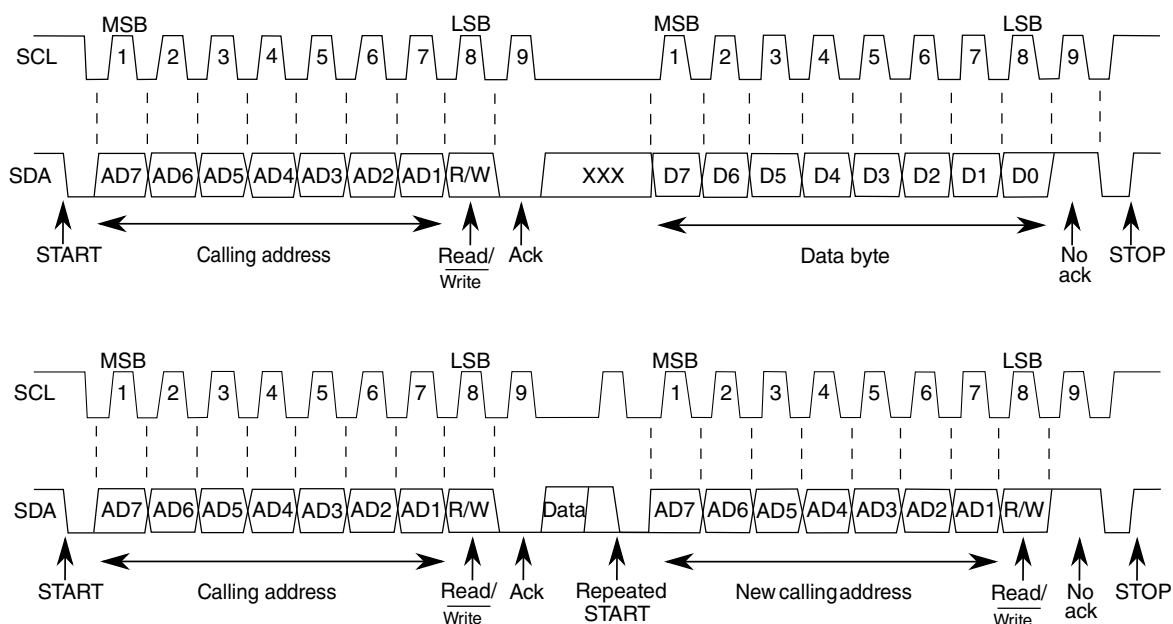 MSB LSB MSB LSB
SCL 1 2 3 4 5 6 7 8 9 1 2 3 4 5 6 7 8 9
SDA AD7 AD6 AD5 AD4 AD3 AD2 AD1 R/W XXX D7 D6 D5 D4 D3 D2 D1 D0
START Calling address Read/ Ack Data byte No STOP
Write ack
MSB LSB MSB LSB
SCL 1 2 3 4 5 6 7 8 9 1 2 3 4 5 6 7 8 9
SDA AD7 AD6 AD5 AD4 AD3 AD2 AD1 R/W Data AD7 AD6 AD5 AD4 AD3 AD2 AD1 R/W
START Calling address Read/ Ack Repeated New calling address Read/ No STOP
Write START Write ack